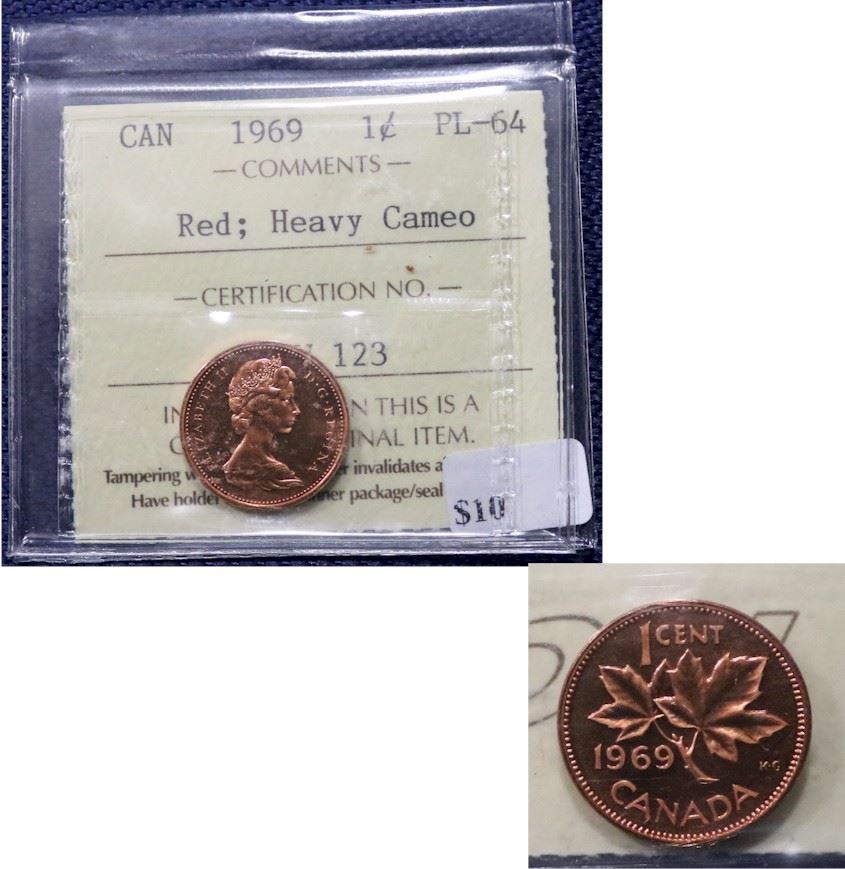 CAN 1969 1¢ PL-64
—COMMENTS—
Red; Heavy Cameo
—CERTIFICATION NO.—
123
IN THIS IS A
INAL ITEM.
Tampering invalidates
Have holder package/seal
$10
ELIZABETH II D·G·REGINA
1 CENT
1969
K·G
CANADA